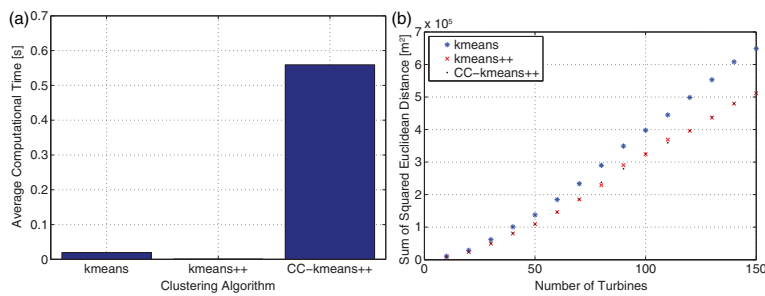 (a)
0.7
0.6
0.5
0.4
0.3
0.2
0.1
0
Average Computational Time [s]
kmeans
kmeans++
CC−kmeans++
Clustering Algorithm
(b)
x 10⁵
7
6
5
4
3
2
1
0
Sum of Squared Euclidean Distance [m²]
kmeans
kmeans++
CC−kmeans++
0
50
100
150
Number of Turbines